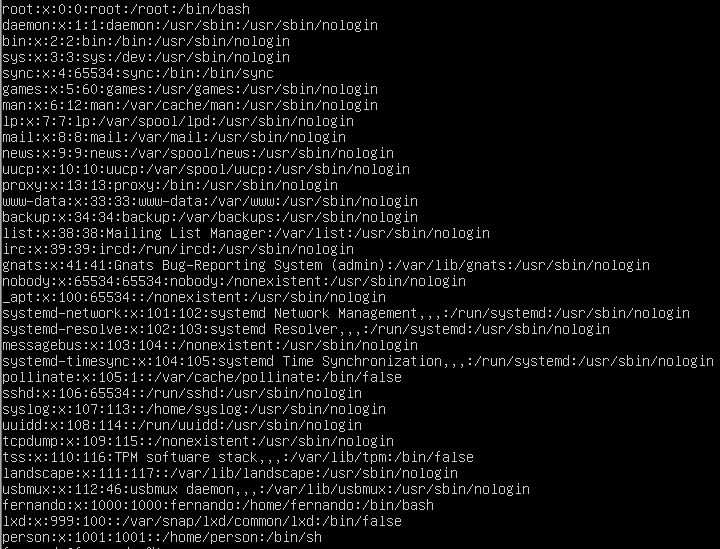 root:x:0:0:root:/root:/bin/bash
daemon:x:1:1:daemon:/usr/sbin:/usr/sbin/nologin
bin:x:2:2:bin:/bin:/usr/sbin/nologin
sys:x:3:3:sys:/dev:/usr/sbin/nologin
sync:x:4:65534:sync:/bin:/bin/sync
games:x:5:60:games:/usr/games:/usr/sbin/nologin
man:x:6:12:man:/var/cache/man:/usr/sbin/nologin
lp:x:7:7:lp:/var/spool/lpd:/usr/sbin/nologin
mail:x:8:8:mail:/var/mail:/usr/sbin/nologin
news:x:9:9:news:/var/spool/news:/usr/sbin/nologin
uucp:x:10:10:uucp:/var/spool/uucp:/usr/sbin/nologin
proxy:x:13:13:proxy:/bin:/usr/sbin/nologin
www-data:x:33:33:www-data:/var/www:/usr/sbin/nologin
backup:x:34:34:backup:/var/backups:/usr/sbin/nologin
list:x:38:38:Mailing List Manager:/var/list:/usr/sbin/nologin
irc:x:39:39:ircd:/run/ircd:/usr/sbin/nologin
gnats:x:41:41:Gnats Bug-Reporting System (admin):/var/lib/gnats:/usr/sbin/nologin
nobody:x:65534:65534:nobody:/nonexistent:/usr/sbin/nologin
_apt:x:100:65534::/nonexistent:/usr/sbin/nologin
systemd-network:x:101:102:systemd Network Management,,,:/run/systemd:/usr/sbin/nologin
systemd-resolve:x:102:103:systemd Resolver,,,:/run/systemd:/usr/sbin/nologin
messagebus:x:103:104::/nonexistent:/usr/sbin/nologin
systemd-timesync:x:104:105:systemd Time Synchronization,,,:/run/systemd:/usr/sbin/nologin
pollinate:x:105:1::/var/cache/pollinate:/bin/false
sshd:x:106:65534::/run/sshd:/usr/sbin/nologin
syslog:x:107:113::/home/syslog:/usr/sbin/nologin
uuidd:x:108:114::/run/uuidd:/usr/sbin/nologin
tcpdump:x:109:115::/nonexistent:/usr/sbin/nologin
tss:x:110:116:TPM software stack,,,:/var/lib/tpm:/bin/false
landscape:x:111:117::/var/lib/landscape:/usr/sbin/nologin
usbmux:x:112:46:usbmux daemon,,,:/var/lib/usbmux:/usr/sbin/nologin
fernando:x:1000:1000:fernando:/home/fernando:/bin/bash
lxd:x:999:100::/var/snap/lxd/common/lxd:/bin/false
person:x:1001:1001::/home/person:/bin/sh